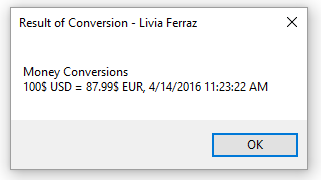 Result of Conversion - Livia Ferraz
Money Conversions
100$ USD = 87.99$ EUR, 4/14/2016 11:23:22 AM
OK